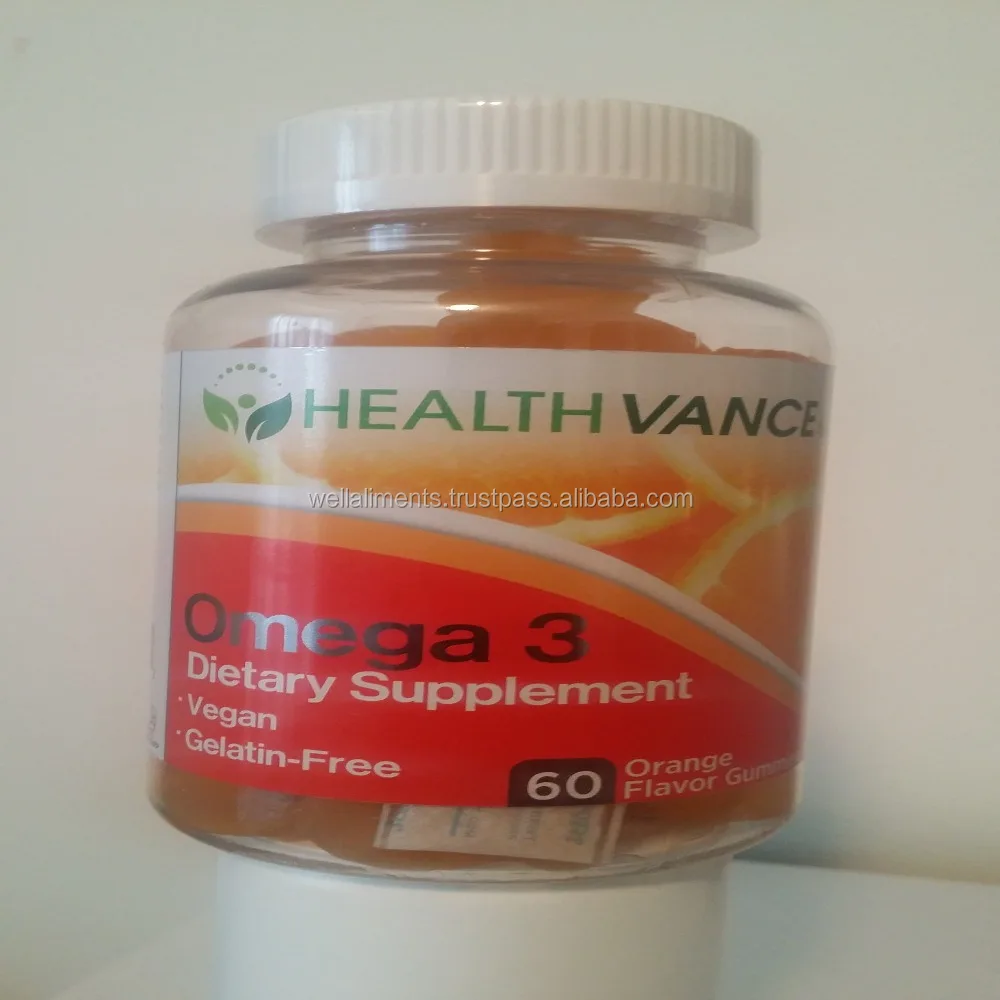 HEALTH VANCE
wellaliments.trustpass.alibaba.com
Omega 3
Dietary Supplement
· Vegan
· Gelatin-Free
60
Orange
Flavor